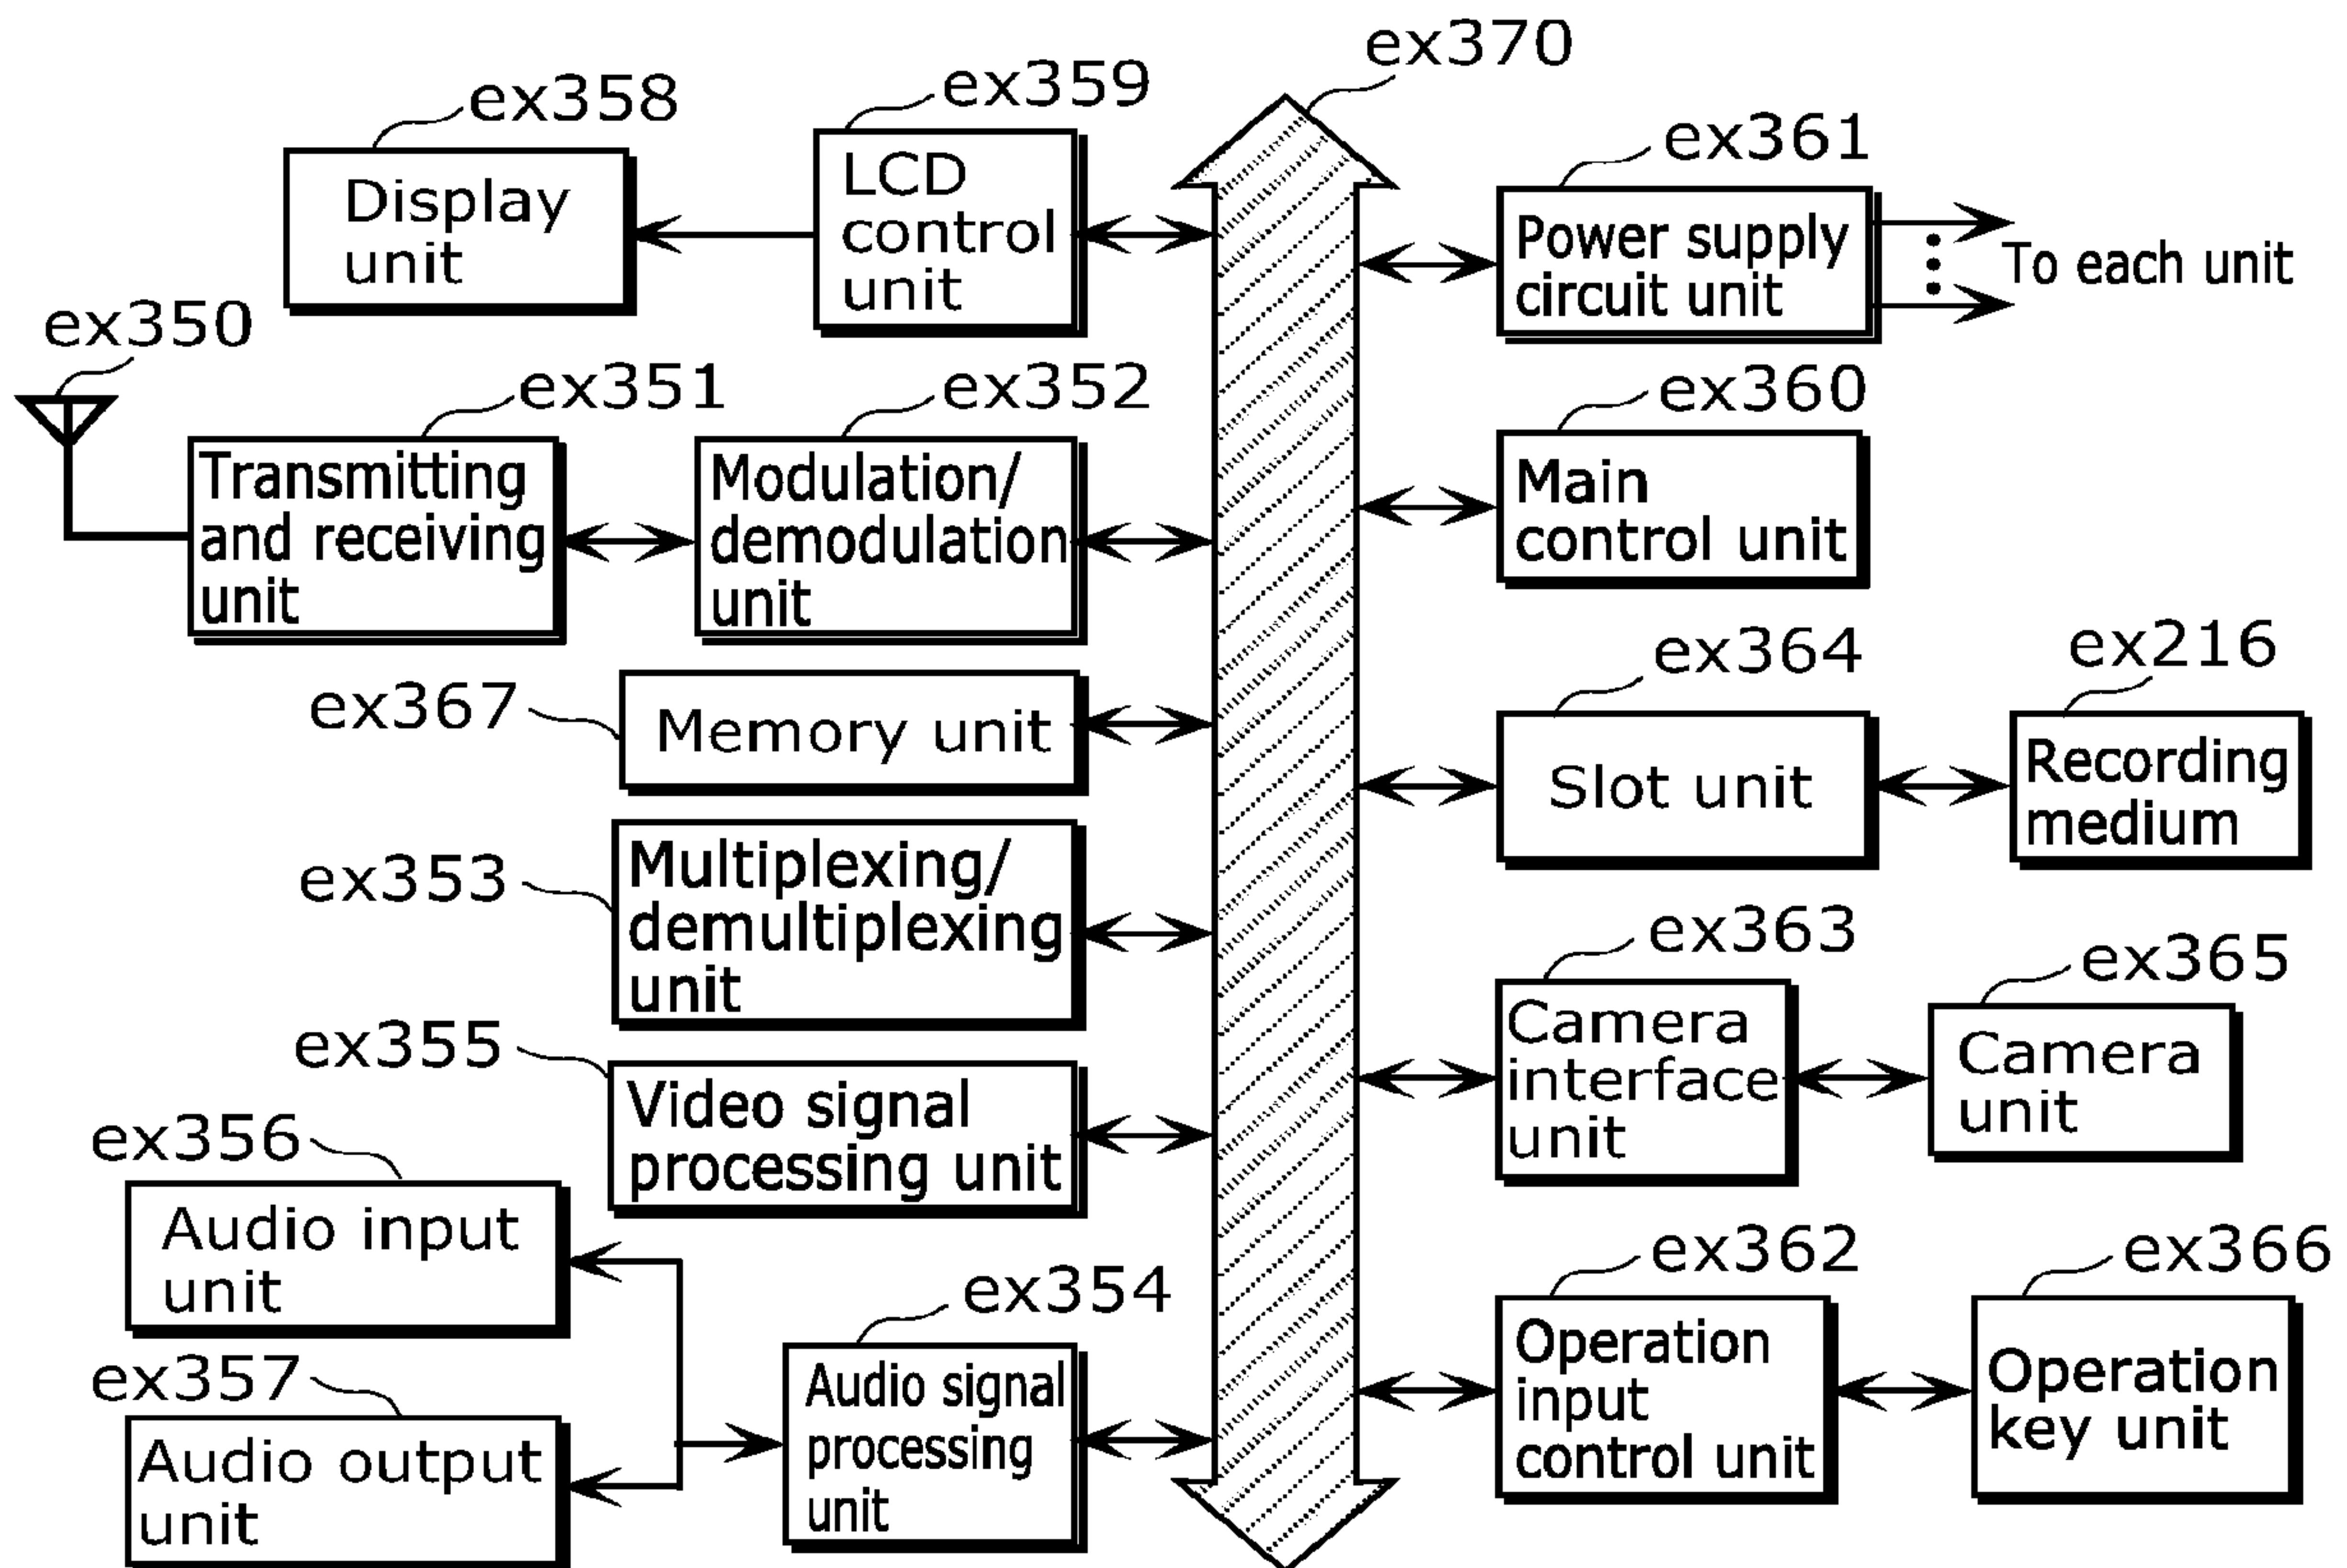 ex370
ex358
ex359
ex361
Display
unit
LCD
control
unit
Power supply
circuit unit
To each unit
ex350
ex351
ex352
ex360
Transmitting
and receiving
unit
Modulation/
demodulation
unit
Main
control unit
ex367
Memory unit
ex364
ex216
Slot unit
Recording
medium
ex353
Multiplexing/
demultiplexing
unit
ex363
ex365
Camera
interface
unit
Camera
unit
ex355
Video signal
processing unit
ex356
Audio input
unit
ex354
ex362
ex366
ex357
Audio output
unit
Audio signal
processing
unit
Operation
input
control unit
Operation
key unit